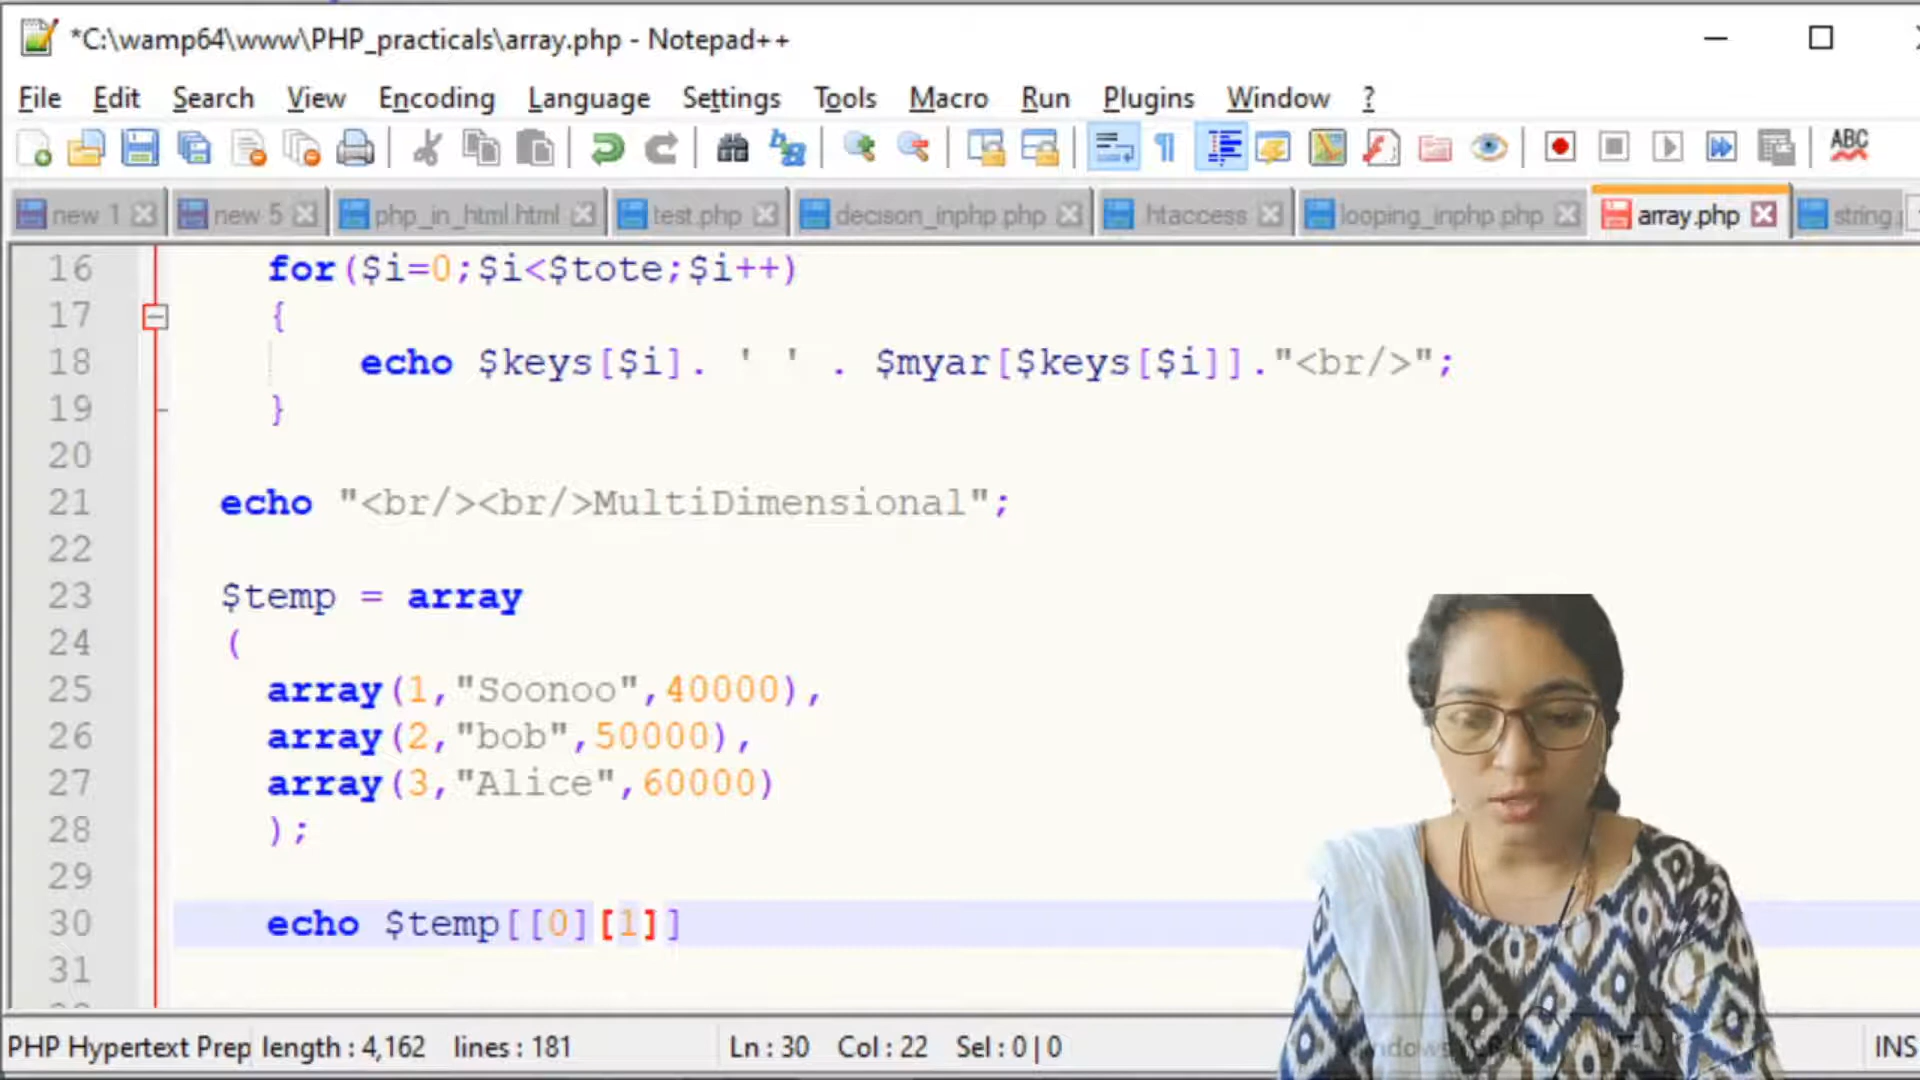 *C:\wamp64\www\PHP_practicals\array.php - Notepad++
File Edit Search View Encoding Language Settings Tools Macro Run Plugins Window ?
ABC
new 1 new 5 php_in_html.html test.php decison_inphp.php .htaccess looping_inphp.php array.php string.
16 for($i=0;$i<$tote;$i++)
17 {
18 echo $keys[$i]. ' ' . $myar[$keys[$i]]."<br/>";
19 }
20
21 echo "<br/><br/>MultiDimensional";
22
23 $temp = array
24 (
25 array(1,"Soonoo",40000),
26 array(2,"bob",50000),
27 array(3,"Alice",60000)
28 );
29
30 echo $temp[[0][1]]
31
PHP Hypertext Prep length : 4,162 lines : 181 Ln : 30 Col : 22 Sel : 0 | 0 INS